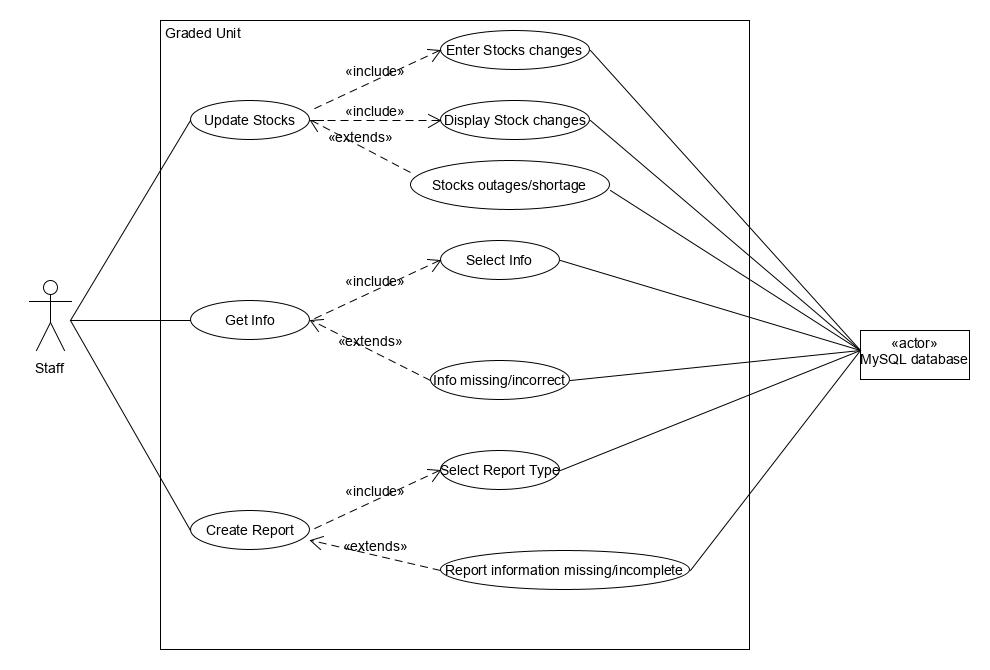 Graded Unit
Enter Stocks changes
«include»
Update Stocks
«include»
Display Stock changes
«extends»
Stocks outages/shortage
Select Info
«include»
Get Info
«extends»
Info missing/incorrect
Staff
«actor»
MySQL database
Select Report Type
«include»
Create Report
«extends»
Report information missing/incomplete